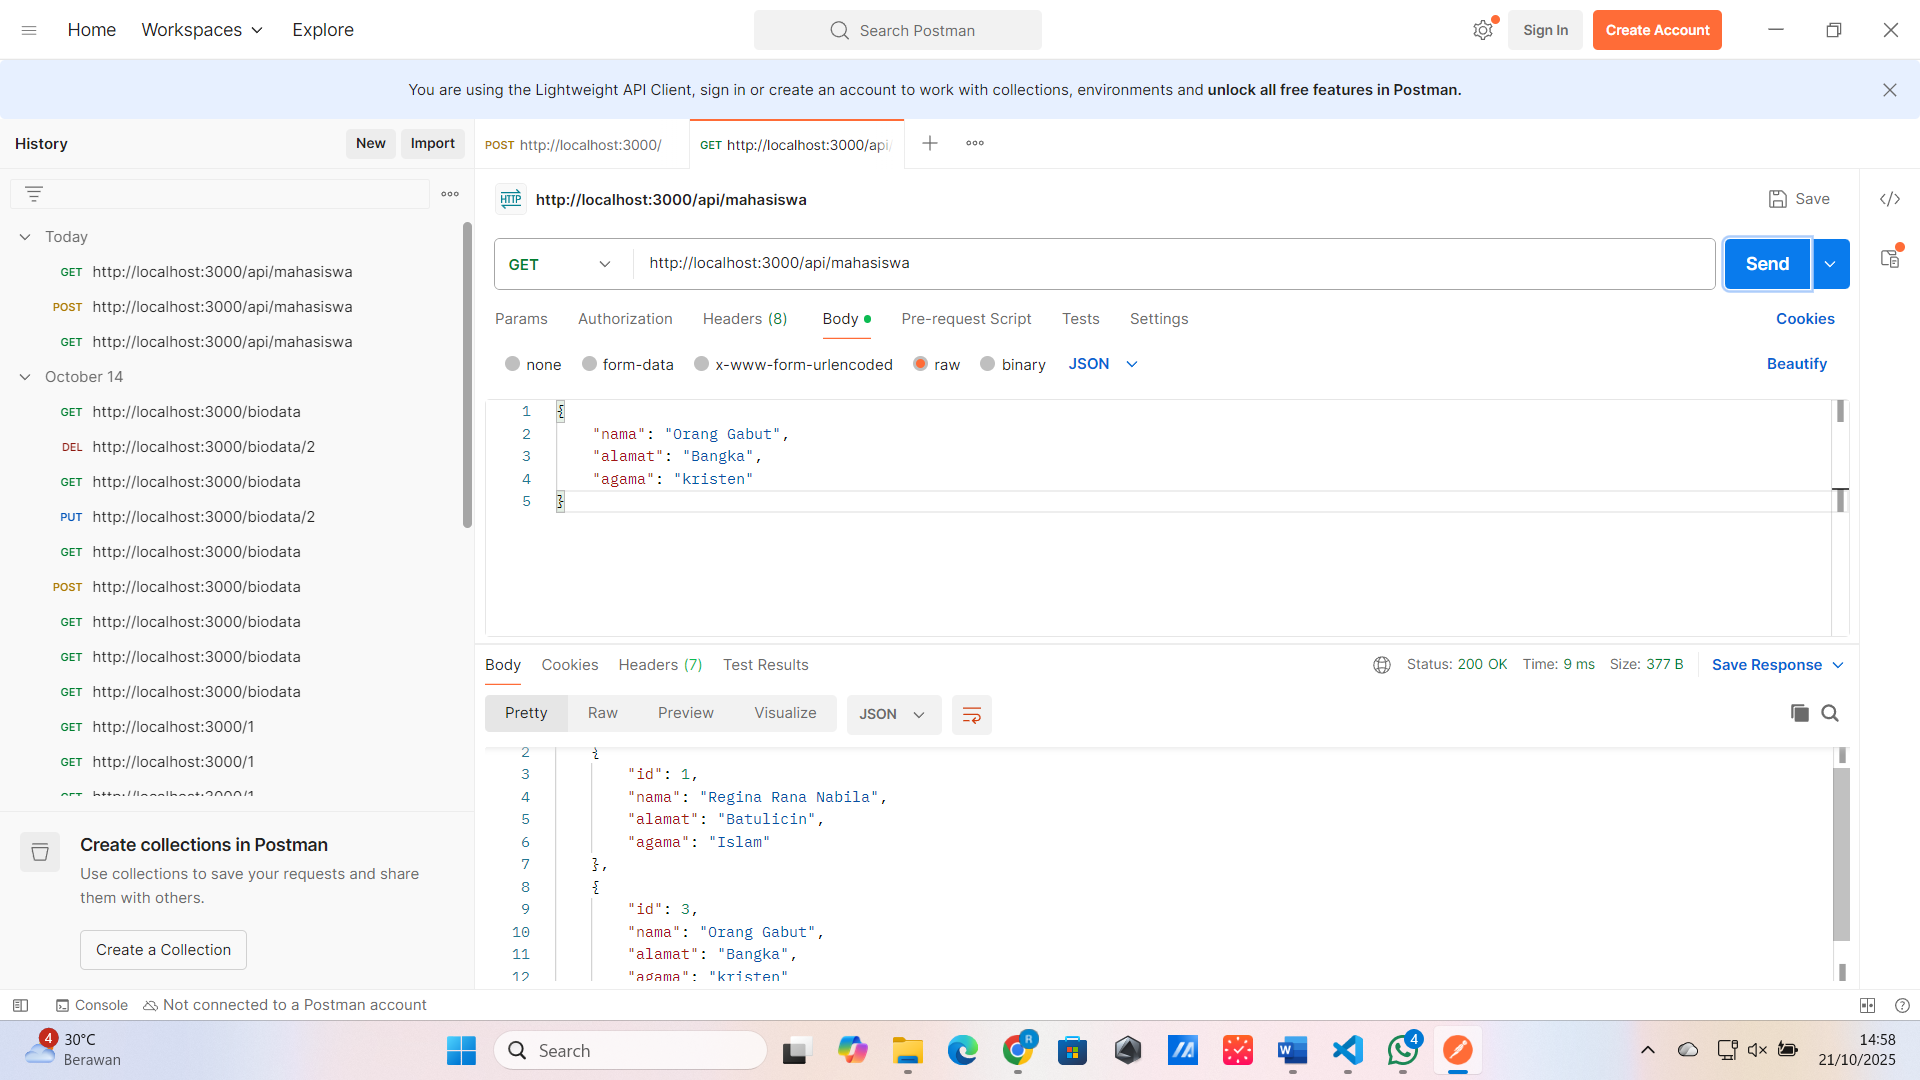 Home Workspaces Explore Search Postman Sign In Create Account
You are using the Lightweight API Client, sign in or create an account to work with collections, environments and unlock all free features in Postman.
History New Import
POST http://localhost:3000/ GET http://localhost:3000/api/
HTTP http://localhost:3000/api/mahasiswa Save
Today
GET http://localhost:3000/api/mahasiswa
POST http://localhost:3000/api/mahasiswa
GET http://localhost:3000/api/mahasiswa
October 14
GET http://localhost:3000/biodata
DEL http://localhost:3000/biodata/2
GET http://localhost:3000/biodata
PUT http://localhost:3000/biodata/2
GET http://localhost:3000/biodata
POST http://localhost:3000/biodata
GET http://localhost:3000/biodata
GET http://localhost:3000/biodata
GET http://localhost:3000/biodata
GET http://localhost:3000/1
GET http://localhost:3000/1
GET http://localhost:3000/1
Create collections in Postman
Use collections to save your requests and share
them with others.
Create a Collection
GET http://localhost:3000/api/mahasiswa Send
Params Authorization Headers (8) Body Pre-request Script Tests Settings Cookies
none form-data x-www-form-urlencoded raw binary JSON Beautify
1 {
2 "nama": "Orang Gabut",
3 "alamat": "Bangka",
4 "agama": "kristen"
5 }
Body Cookies Headers (7) Test Results Status: 200 OK Time: 9 ms Size: 377 B Save Response
Pretty Raw Preview Visualize JSON
2 {
3 "id": 1,
4 "nama": "Regina Rana Nabila",
5 "alamat": "Batulicin",
6 "agama": "Islam"
7 },
8 {
9 "id": 3,
10 "nama": "Orang Gabut",
11 "alamat": "Bangka",
12 "agama": "kristen"
Console Not connected to a Postman account
4 30°C
Berawan
Search
R
W
4
14:58
21/10/2025